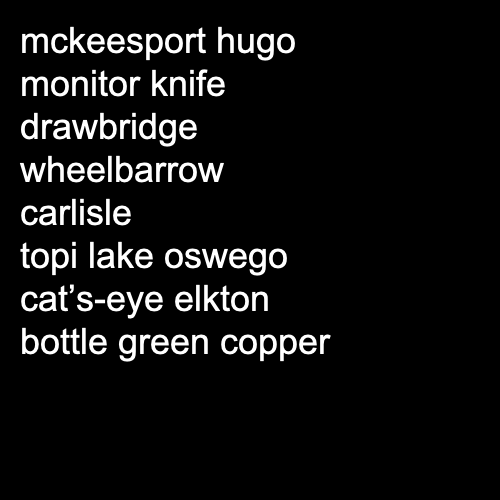 mckeesport hugo
monitor knife
drawbridge
wheelbarrow
carlisle
topi lake oswego
cat’s-eye elkton
bottle green copper